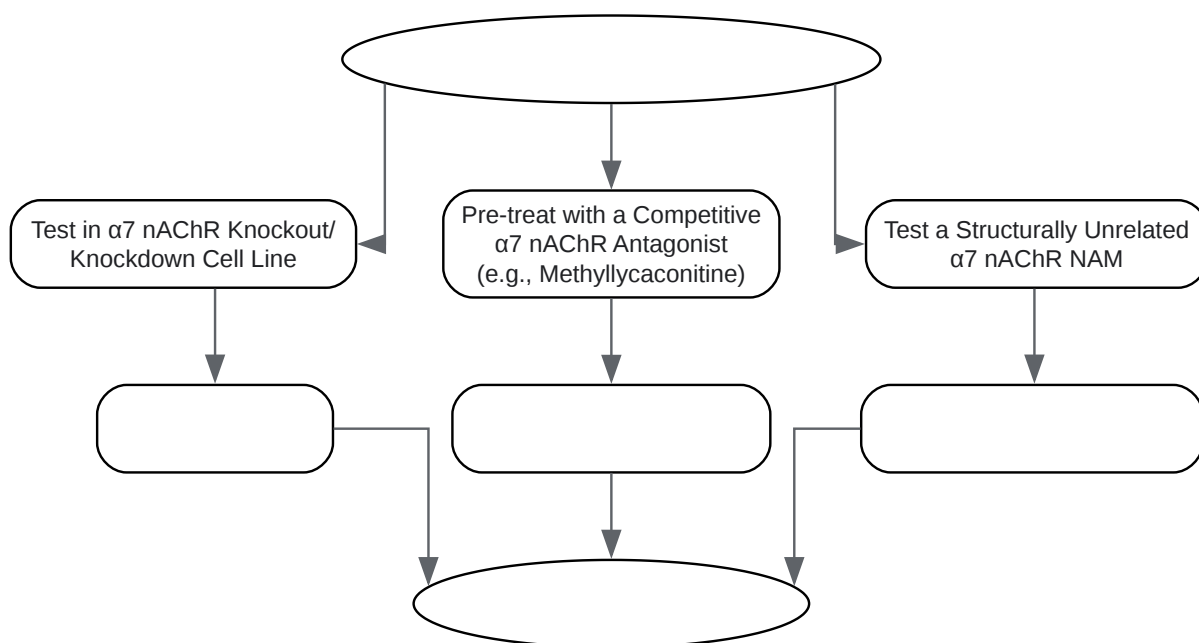 Test in α7 nAChR Knockout/
Knockdown Cell Line
Pre-treat with a Competitive
α7 nAChR Antagonist
(e.g., Methyllycaconitine)
Test a Structurally Unrelated
α7 nAChR NAM